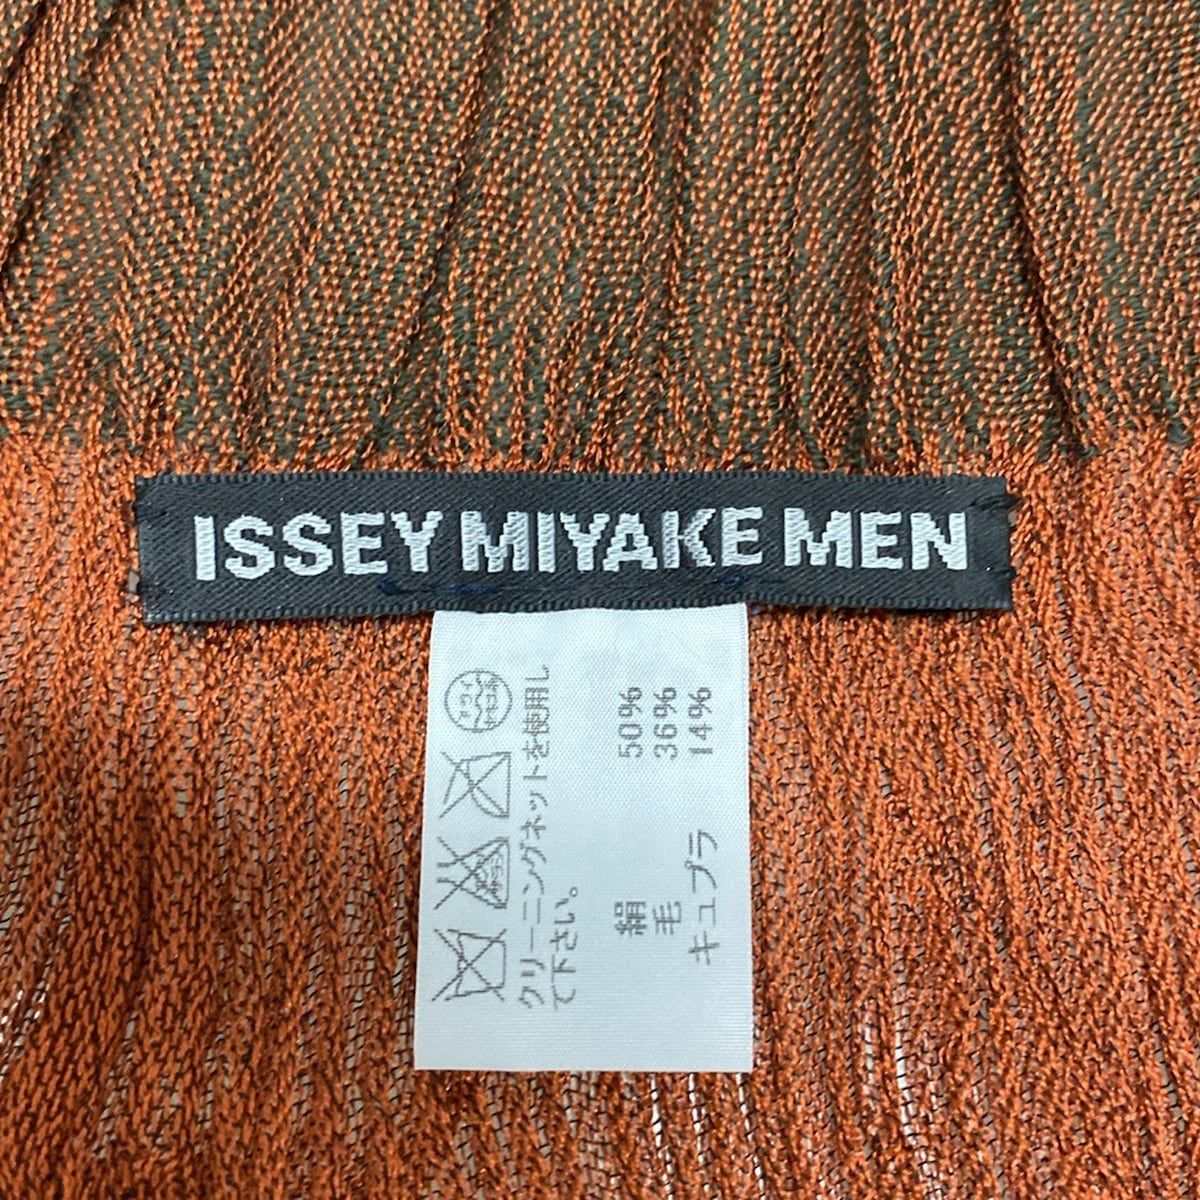 ISSEY MIYAKE MEN
クリーニングネットを使用し
て下さい。
絹 50%
毛 36%
キュプラ 14%